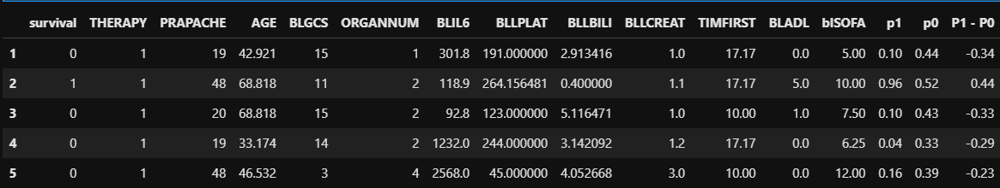 survival THERAPY PRAPACHE AGE BLGCS ORGANNUM BLIL6 BLLPLAT BLLBILI BLLCREAT TIMFIRST BLADL blSOFA p1 p0 P1 - P0
1 0 1 19 42.921 15 1 301.8 191.000000 2.913416 1.0 17.17 0.0 5.00 0.10 0.44 -0.34
2 1 1 48 68.818 11 2 118.9 264.156481 0.400000 1.1 17.17 5.0 10.00 0.96 0.52 0.44
3 0 1 20 68.818 15 2 92.8 123.000000 5.116471 1.0 10.00 1.0 7.50 0.10 0.43 -0.33
4 0 1 19 33.174 14 2 1232.0 244.000000 3.142092 1.2 17.17 0.0 6.25 0.04 0.33 -0.29
5 0 1 48 46.532 3 4 2568.0 45.000000 4.052668 3.0 10.00 0.0 12.00 0.16 0.39 -0.23